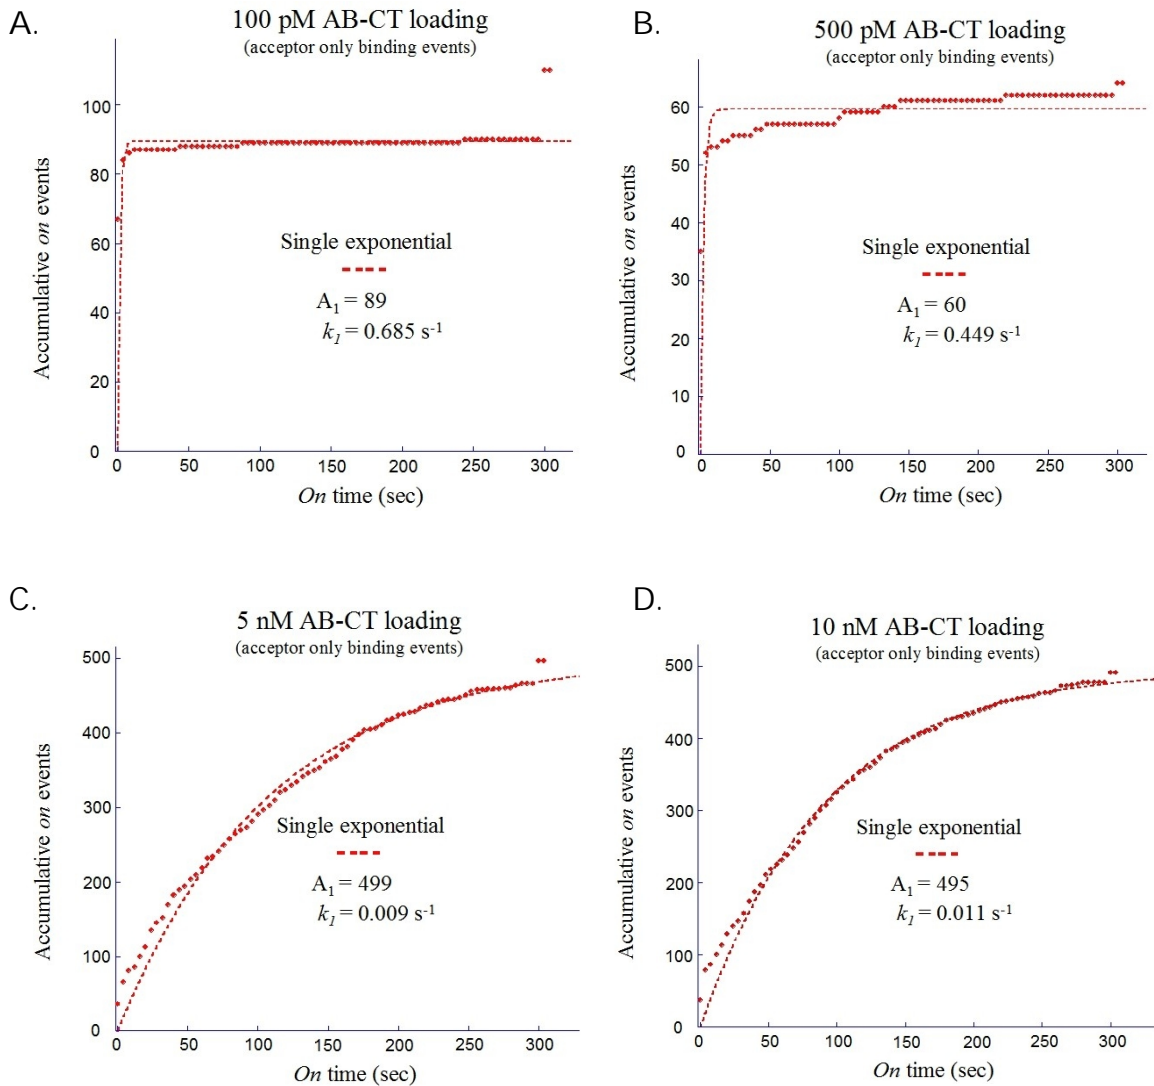 A.
100 pM AB-CT loading
(acceptor only binding events)
Accumulative on events
100
80
60
40
20
0
Single exponential
A1 = 89
k1 = 0.685 s-1
0 50 100 150 200 250 300
On time (sec)
B.
500 pM AB-CT loading
(acceptor only binding events)
Accumulative on events
60
50
40
30
20
10
0
Single exponential
A1 = 60
k1 = 0.449 s-1
0 50 100 150 200 250 300
On time (sec)
C.
5 nM AB-CT loading
(acceptor only binding events)
Accumulative on events
500
400
300
200
100
0
Single exponential
A1 = 499
k1 = 0.009 s-1
0 50 100 150 200 250 300
On time (sec)
D.
10 nM AB-CT loading
(acceptor only binding events)
Accumulative on events
500
400
300
200
100
0
Single exponential
A1 = 495
k1 = 0.011 s-1
0 50 100 150 200 250 300
On time (sec)